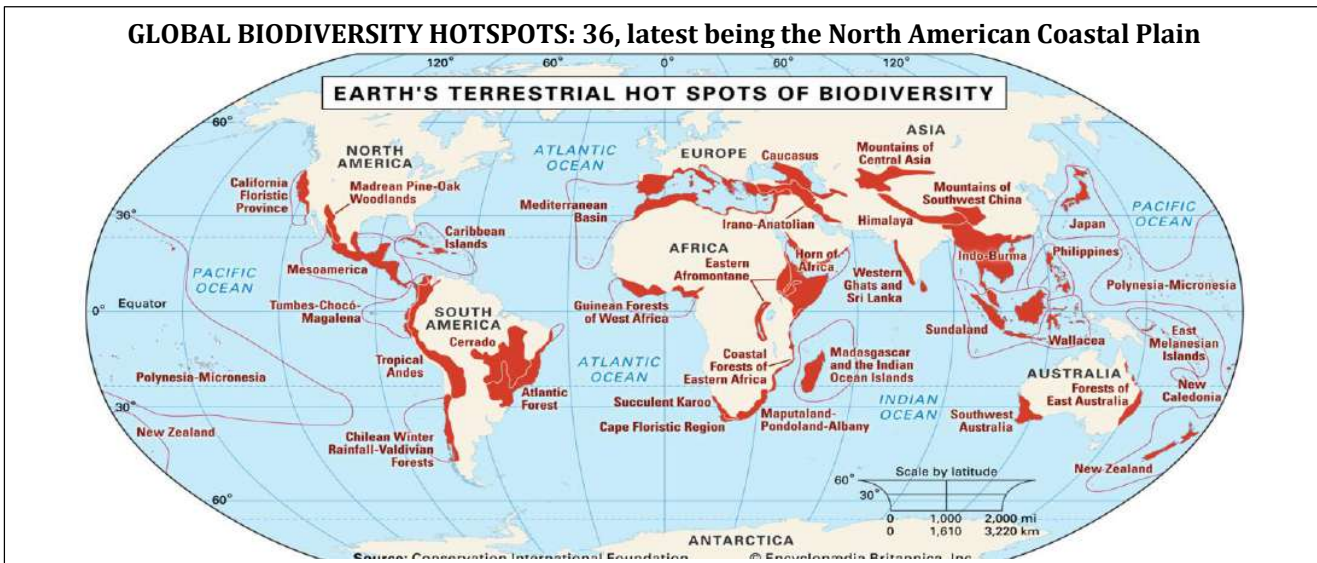 GLOBAL BIODIVERSITY HOTSPOTS: 36, latest being the North American Coastal Plain
120° 60° 0° 60° 120°
EARTH'S TERRESTRIAL HOT SPOTS OF BIODIVERSITY
60°
NORTH
AMERICA
ATLANTIC
OCEAN
EUROPE
ASIA
Caucasus
Mountains of
Central Asia
California
Floristic
Province
Madrean Pine-Oak
Woodlands
Mountains of
Southwest China
PACIFIC
OCEAN
30°
Mediterranean
Basin
Irano-Anatolian
Himalaya
Japan
Caribbean
Islands
AFRICA
Horn of
Africa
Indo-Burma
Philippines
Mesoamerica
Eastern
Afromontane
Western
Ghats and
Sri Lanka
PACIFIC
OCEAN
Polynesia-Micronesia
Equator
0°
Tumbes-Chocó-
Magalena
SOUTH
AMERICA
Guinean Forests
of West Africa
Sundaland
Wallacea
East
Melanesian
Islands
Cerrado
Tropical
Andes
ATLANTIC
OCEAN
Coastal
Forests of
Eastern Africa
Madagascar
and the Indian
Ocean Islands
AUSTRALIA
Forests of
East Australia
Polynesia-Micronesia
Atlantic
Forest
INDIAN
OCEAN
New
Caledonia
30°
Succulent Karoo
Cape Floristic Region
Maputaland-
Pondoland-Albany
Southwest
Australia
New Zealand
Chilean Winter
Rainfall-Valdivian
Forests
New Zealand
Scale by latitude
60°
30°
0 1,000 2,000 mi
0 1,610 3,220 km
60°
ANTARCTICA
Source: Conservation International Foundation © Encyclopædia Britannica, Inc.